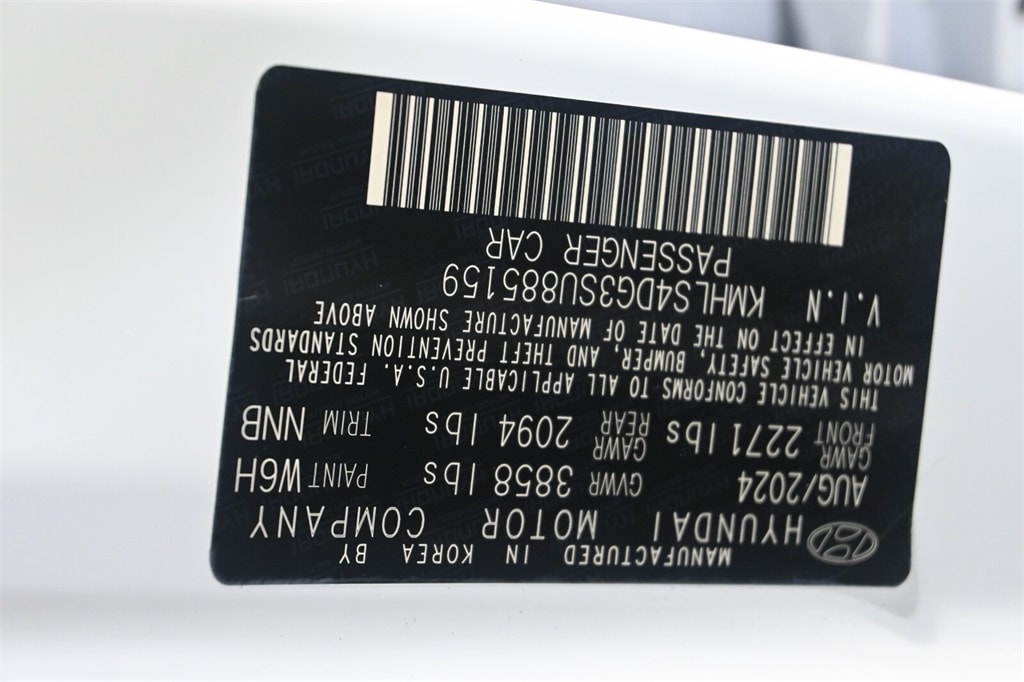 MANUFACTURED IN KOREA BY
HYUNDAI MOTOR COMPANY
AUG/2024 GVWR 3858 lbs PAINT W6H
GAWR FRONT 2271 lbs GAWR REAR 2094 lbs TRIM NNB
THIS VEHICLE CONFORMS TO ALL APPLICABLE U.S.A. FEDERAL
MOTOR VEHICLE SAFETY, BUMPER, AND THEFT PREVENTION STANDARDS
IN EFFECT ON THE DATE OF MANUFACTURE SHOWN ABOVE
V.I.N KMHLS4DG3SU885159
PASSENGER CAR